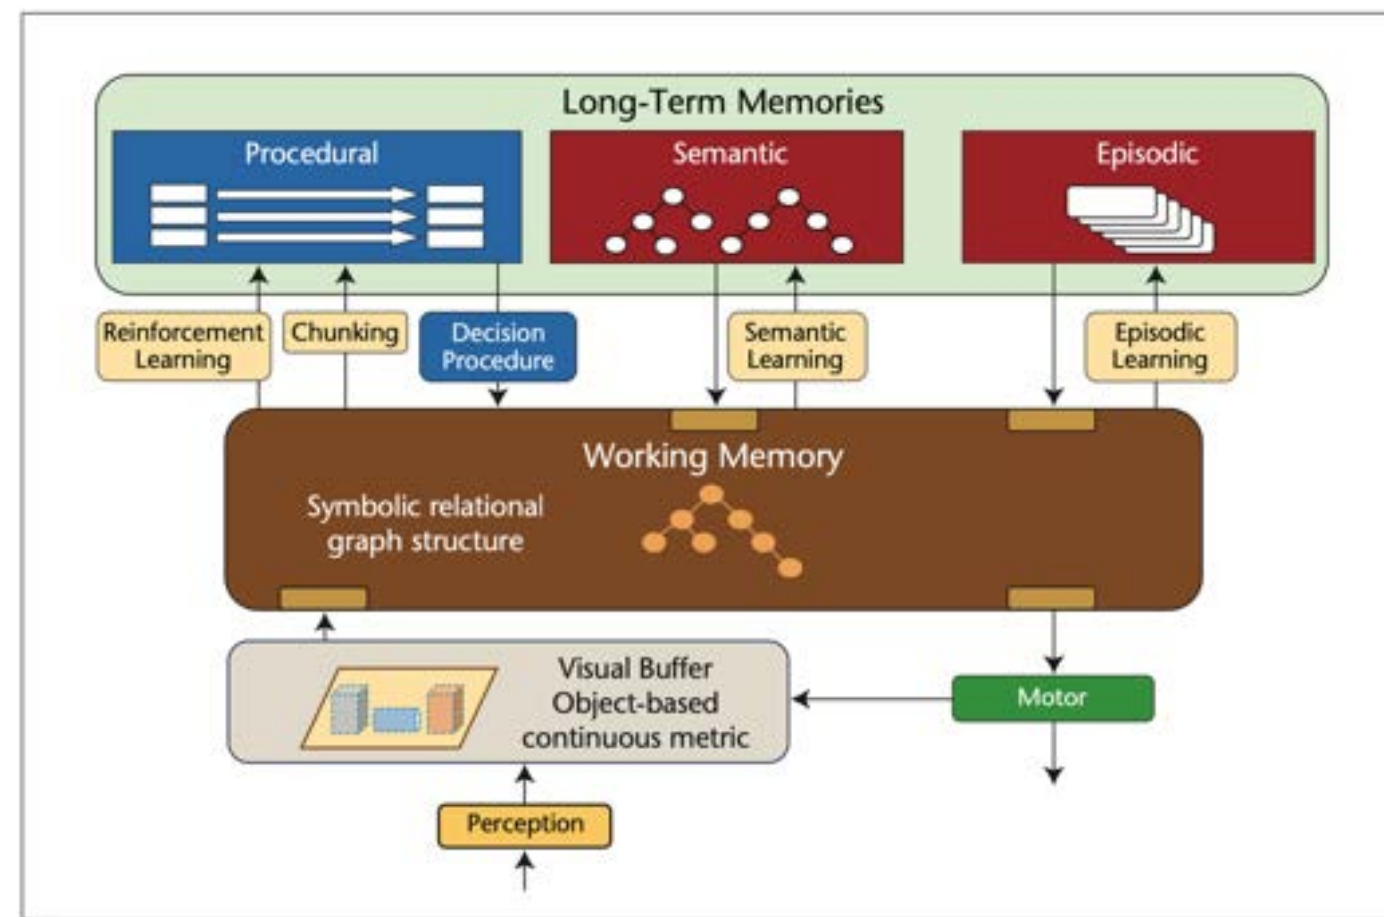 Long-Term Memories
Procedural
Semantic
Episodic
Reinforcement
Learning
Chunking
Decision
Procedure
Semantic
Learning
Episodic
Learning
Working Memory
Symbolic relational
graph structure
Visual Buffer
Object-based
continuous metric
Motor
Perception